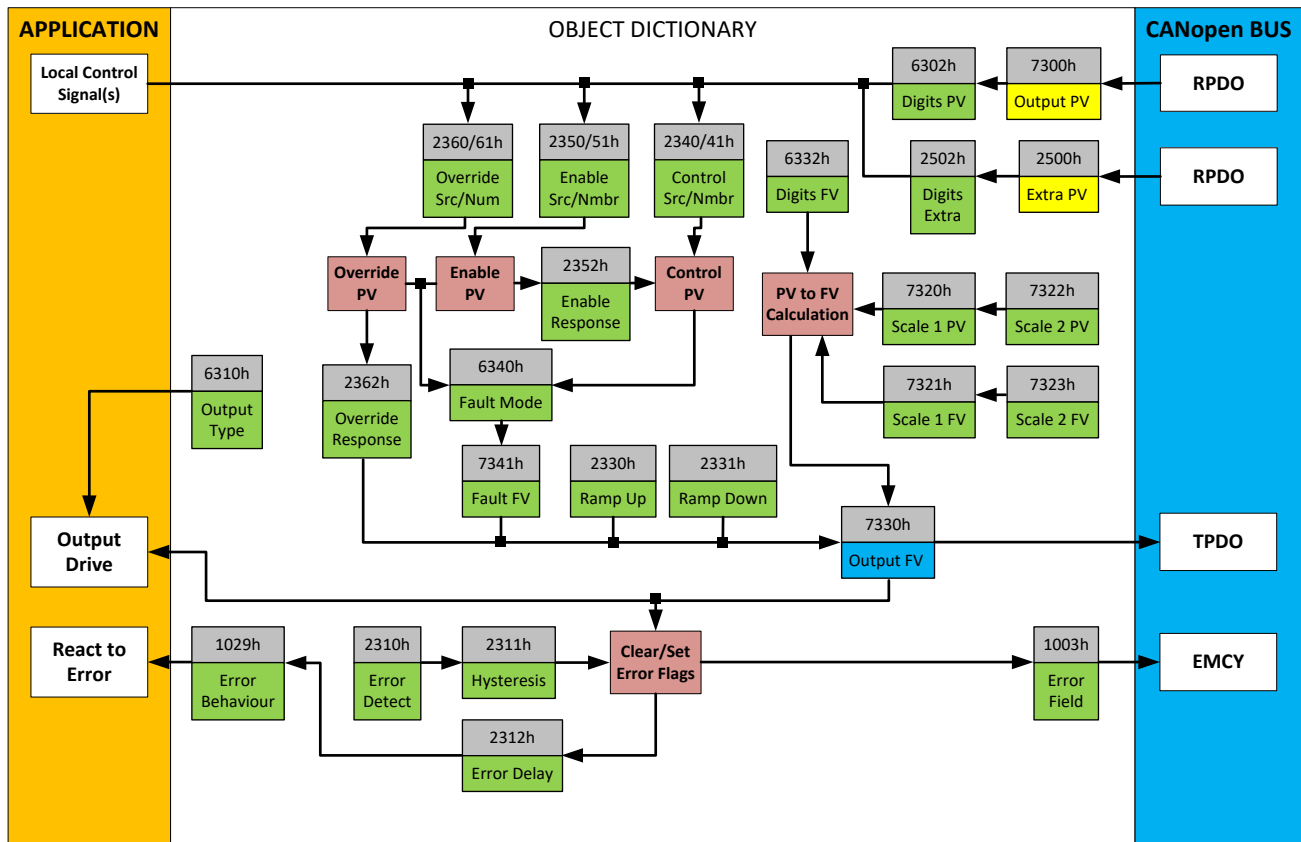 APPLICATION
OBJECT DICTIONARY
CANopen BUS
Local Control
Signal(s)
6302h
Digits PV
7300h
Output PV
RPDO
2360/61h
Override
Src/Num
2350/51h
Enable
Src/Nmbr
2340/41h
Control
Src/Nmbr
6332h
Digits FV
2502h
Digits
Extra
2500h
Extra PV
RPDO
Override
PV
Enable
PV
2352h
Enable
Response
Control
PV
PV to FV
Calculation
7320h
Scale 1 PV
7322h
Scale 2 PV
6310h
Output
Type
2362h
Override
Response
6340h
Fault Mode
7321h
Scale 1 FV
7323h
Scale 2 FV
7341h
Fault FV
2330h
Ramp Up
2331h
Ramp Down
Output
Drive
7330h
Output FV
TPDO
React to
Error
1029h
Error
Behaviour
2310h
Error
Detect
2311h
Hysteresis
Clear/Set
Error Flags
1003h
Error
Field
EMCY
2312h
Error Delay